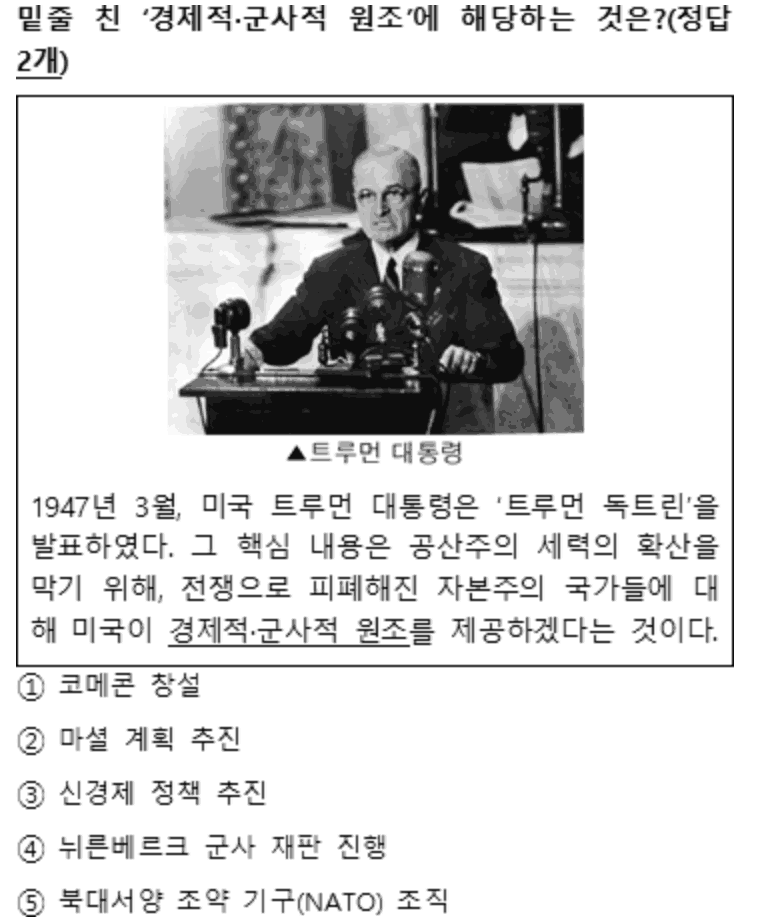 밑줄 친 ‘경제적·군사적 원조’에 해당하는 것은?(정답
2개)
▲트루먼 대통령
1947년 3월, 미국 트루먼 대통령은 ‘트루먼 독트린’을
발표하였다. 그 핵심 내용은 공산주의 세력의 확산을
막기 위해, 전쟁으로 피폐해진 자본주의 국가들에 대
해 미국이 경제적·군사적 원조를 제공하겠다는 것이다.
① 코메콘 창설
② 마셜 계획 추진
③ 신경제 정책 추진
④ 뉘른베르크 군사 재판 진행
⑤ 북대서양 조약 기구(NATO) 조직